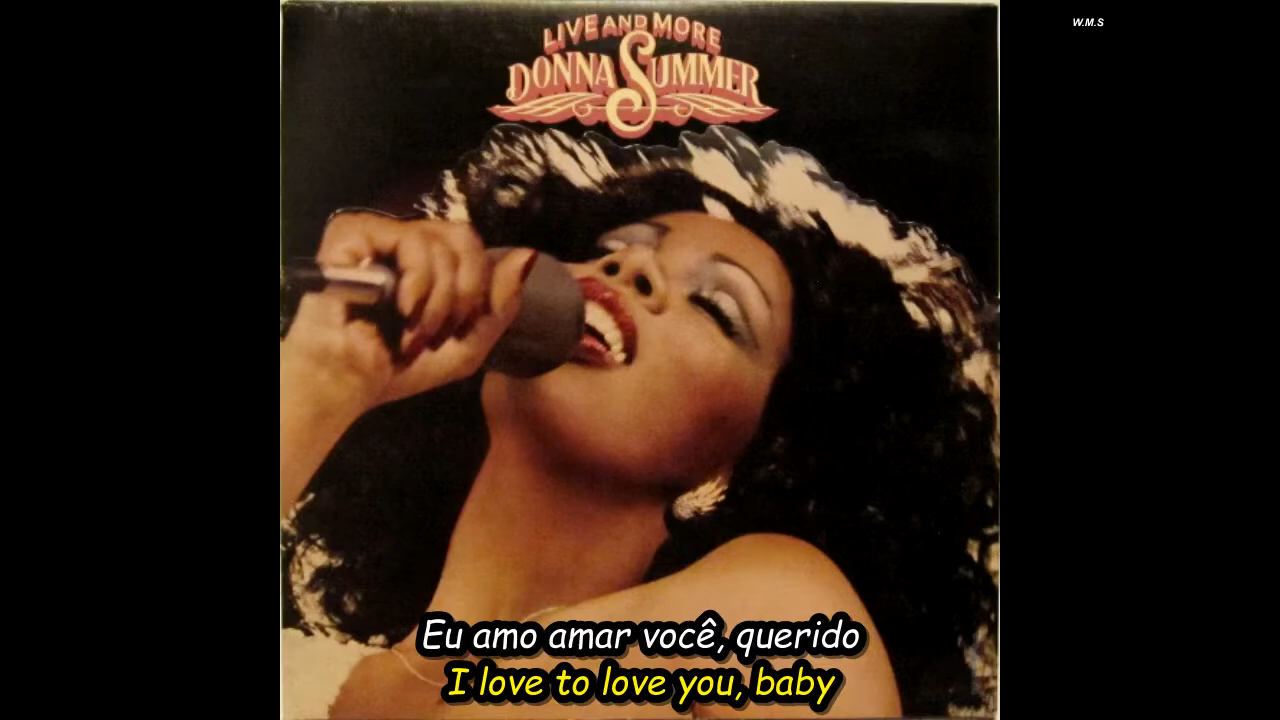 W.M.S
LIVE AND MORE
DONNA SUMMER
Eu amo amar você, querido
I love to love you, baby